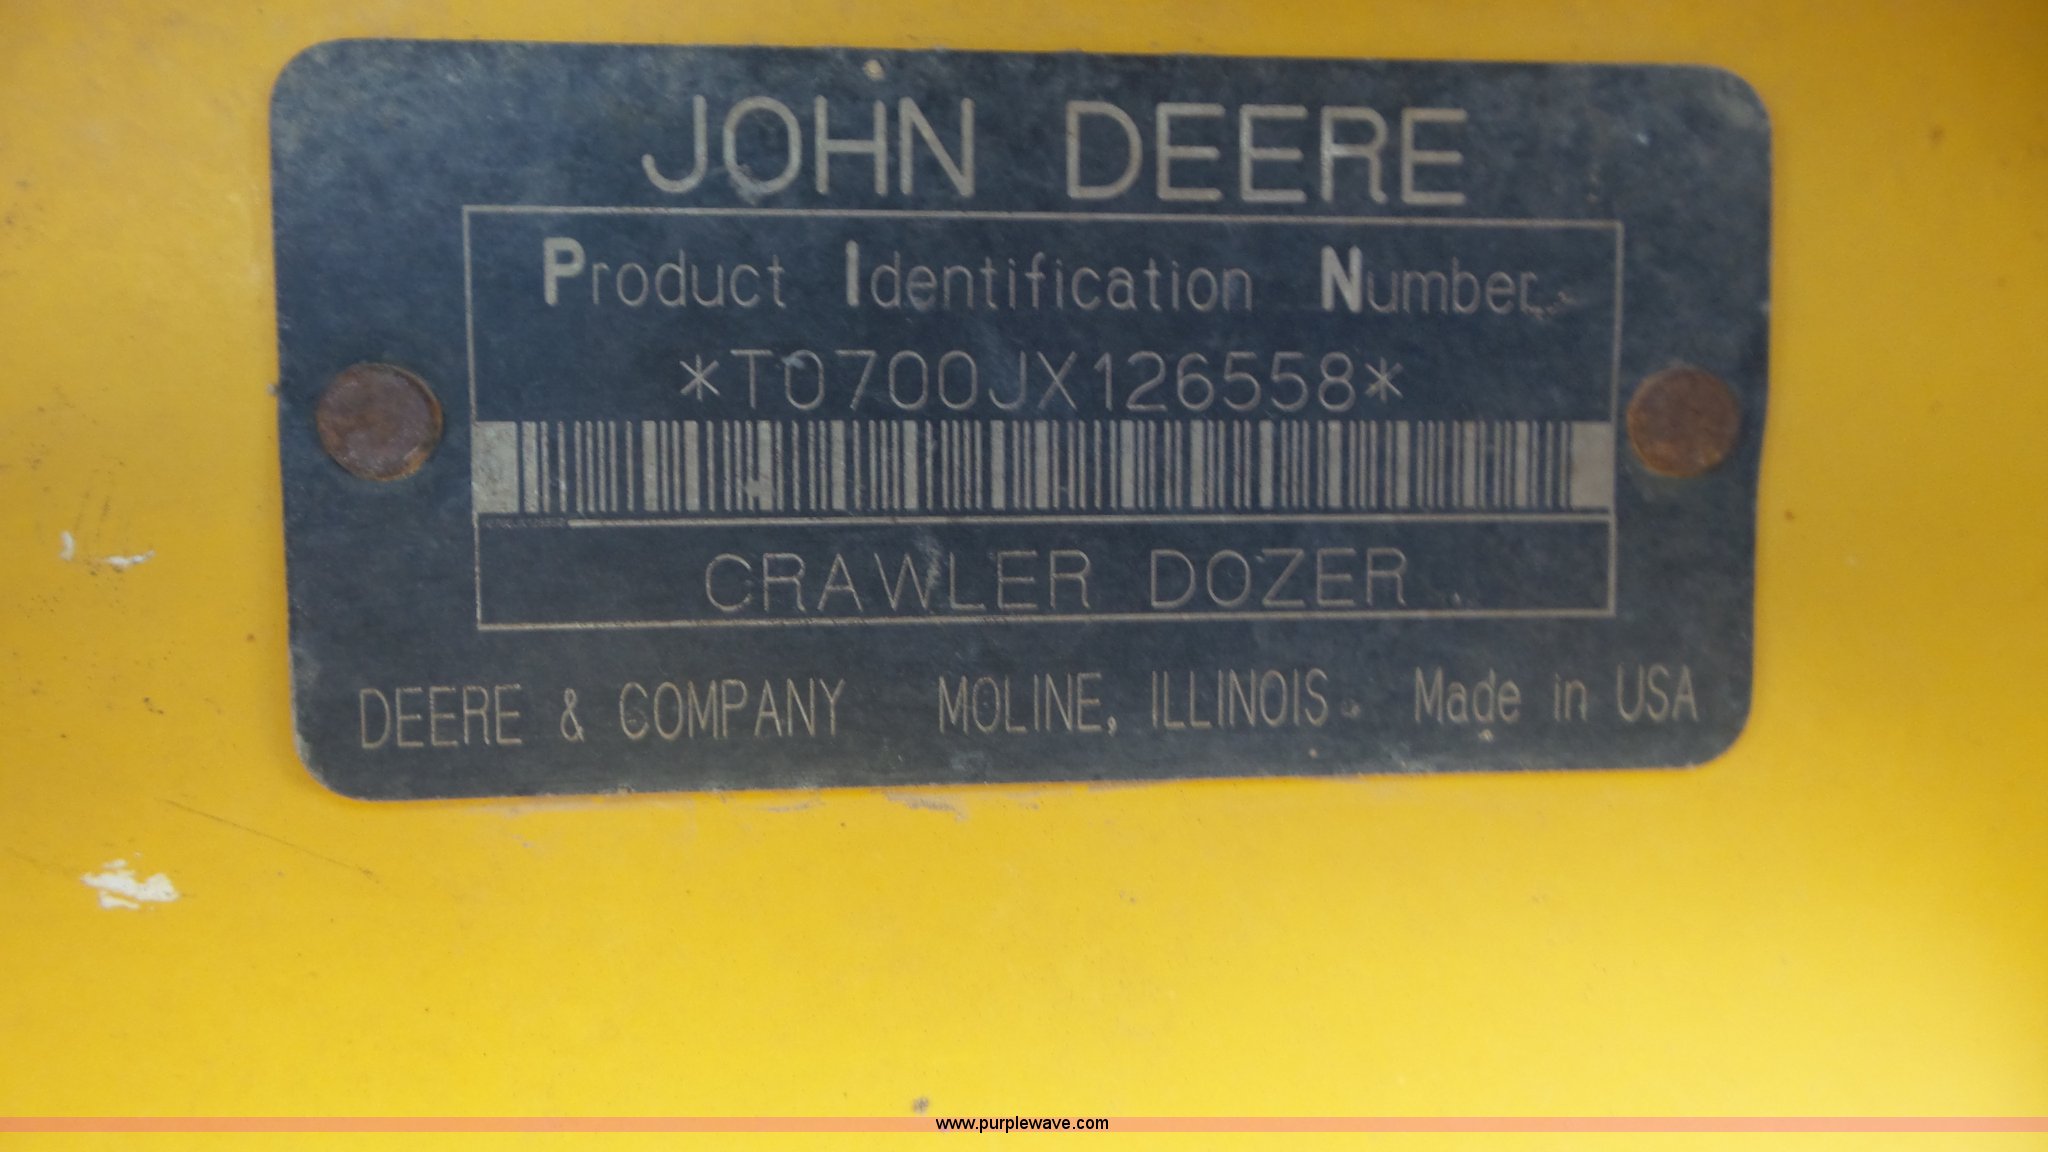 JOHN DEERE
Product Identification Number
*T0700JX126558*
CRAWLER DOZER
DEERE & COMPANY MOLINE, ILLINOIS Made in USA
www.purplewave.com